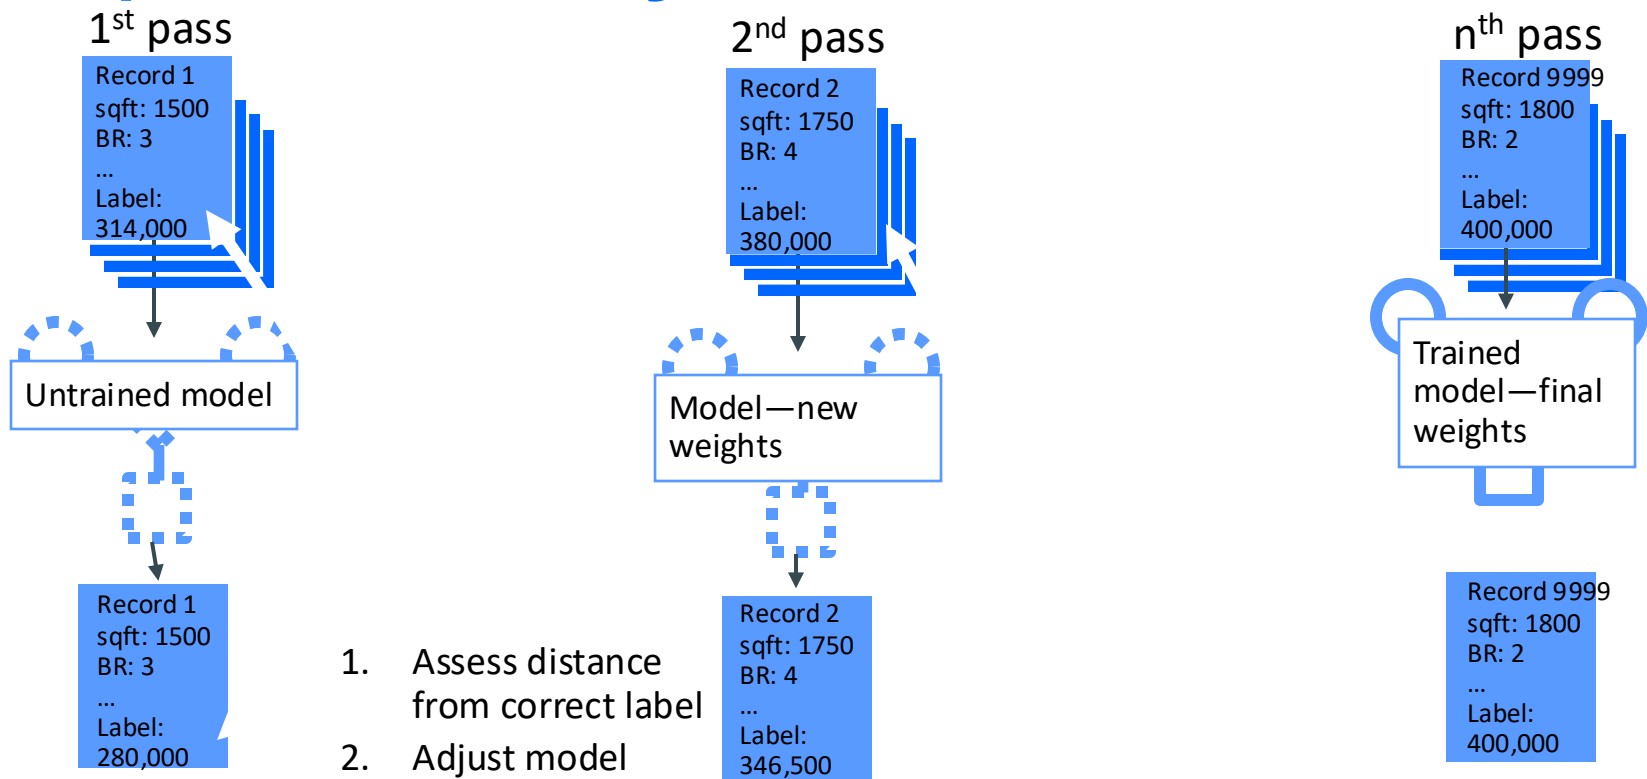 1st pass
Record 1
sqft: 1500
BR: 3
...
Label:
314,000
Untrained model
Record 1
sqft: 1500
BR: 3
...
Label:
280,000
1. Assess distance
from correct label
2. Adjust model
2nd pass
Record 2
sqft: 1750
BR: 4
...
Label:
380,000
Model—new
weights
Record 2
sqft: 1750
BR: 4
...
Label:
346,500
nth pass
Record 9999
sqft: 1800
BR: 2
...
Label:
400,000
Trained
model—final
weights
Record 9999
sqft: 1800
BR: 2
...
Label:
400,000